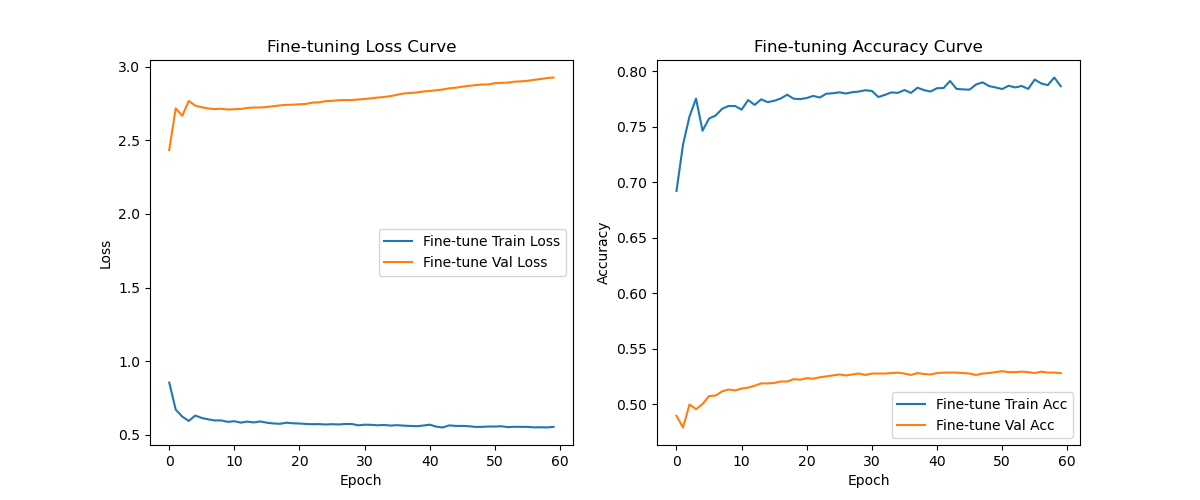 Fine-tuning Loss Curve
3.0
2.5
2.0
1.5
1.0
0.5
0 10 20 30 40 50 60
Loss
Epoch
Fine-tune Train Loss
Fine-tune Val Loss
Fine-tuning Accuracy Curve
0.80
0.75
0.70
0.65
0.60
0.55
0.50
0 10 20 30 40 50 60
Accuracy
Epoch
Fine-tune Train Acc
Fine-tune Val Acc